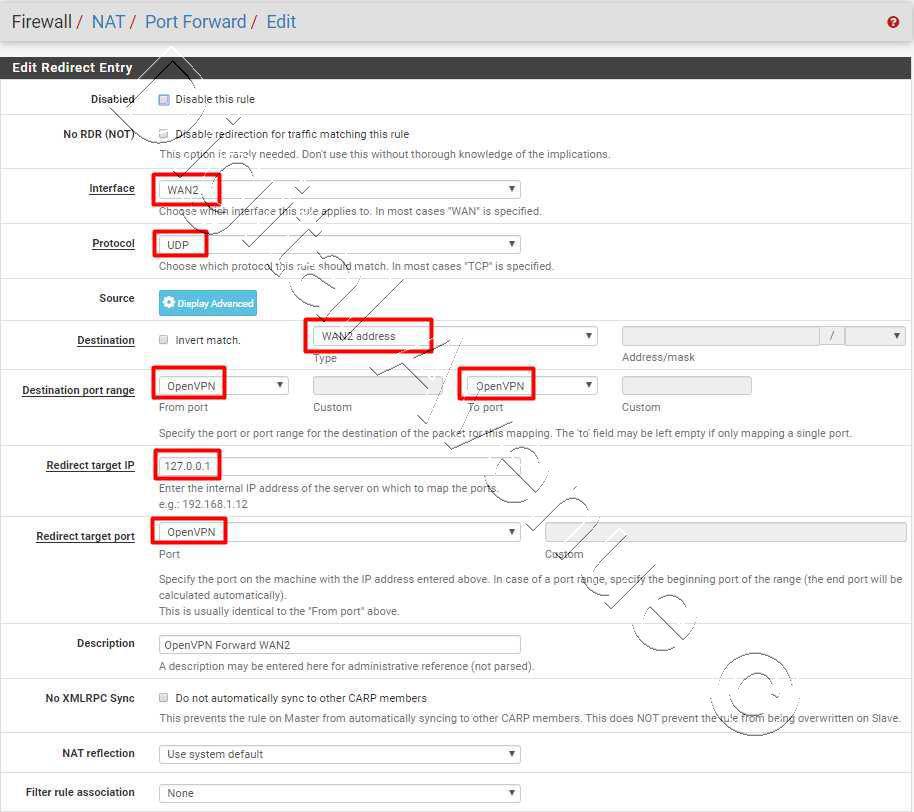 Firewall / NAT / Port Forward / Edit
Edit Redirect Entry
Disabled Disable this rule
No RDR (NOT) Disable redirection for traffic matching this rule
This option is rarely needed. Don't use this without thorough knowledge of the implications.
Interface WAN2
Choose which interface this rule applies to. In most cases "WAN" is specified.
Protocol UDP
Choose which protocol this rule should match. In most cases "TCP" is specified.
Source Display Advanced
Destination Invert match. WAN2 address /
Type Address/mask
Destination port range OpenVPN OpenVPN
From port Custom To port Custom
Specify the port or port range for the destination of the packet for this mapping. The 'to' field may be left empty if only mapping a single port.
Redirect target IP 127.0.0.1
Enter the internal IP address of the server on which to map the ports.
e.g.: 192.168.1.12
Redirect target port OpenVPN
Port Custom
Specify the port on the machine with the IP address entered above. In case of a port range, specify the beginning port of the range (the end port will be
calculated automatically).
This is usually identical to the "From port" above.
Description OpenVPN Forward WAN2
A description may be entered here for administrative reference (not parsed).
No XMLRPC Sync Do not automatically sync to other CARP members
This prevents the rule on Master from automatically syncing to other CARP members. This does NOT prevent the rule from being overwritten on Slave.
NAT reflection Use system default
Filter rule association None